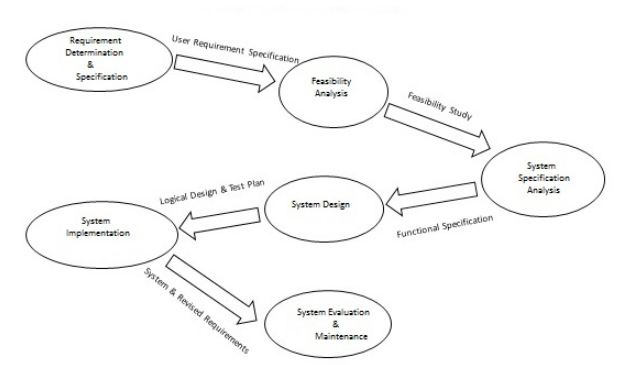 Requirement
Determination
&
Specification
User Requirement Specification
Feasibility
Analysis
Feasibility Study
System
Specification
Analysis
Functional Specification
System Design
Logical Design & Test Plan
System
Implementation
System & Revised Requirements
System Evaluation
&
Maintenance